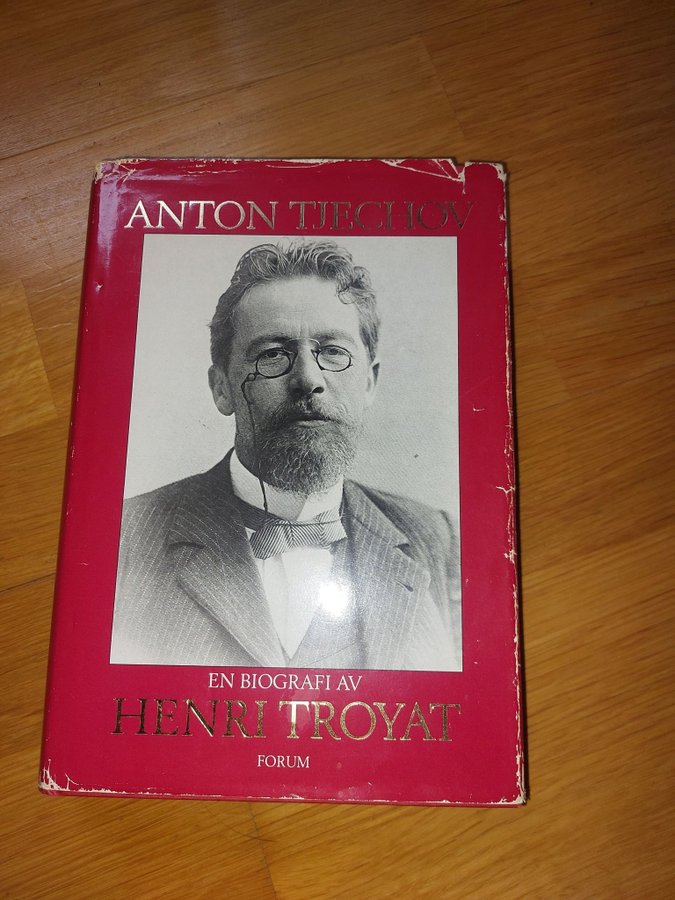 ANTON TJECHOV
EN BIOGRAFI AV
HENRI TROYAT
FORUM